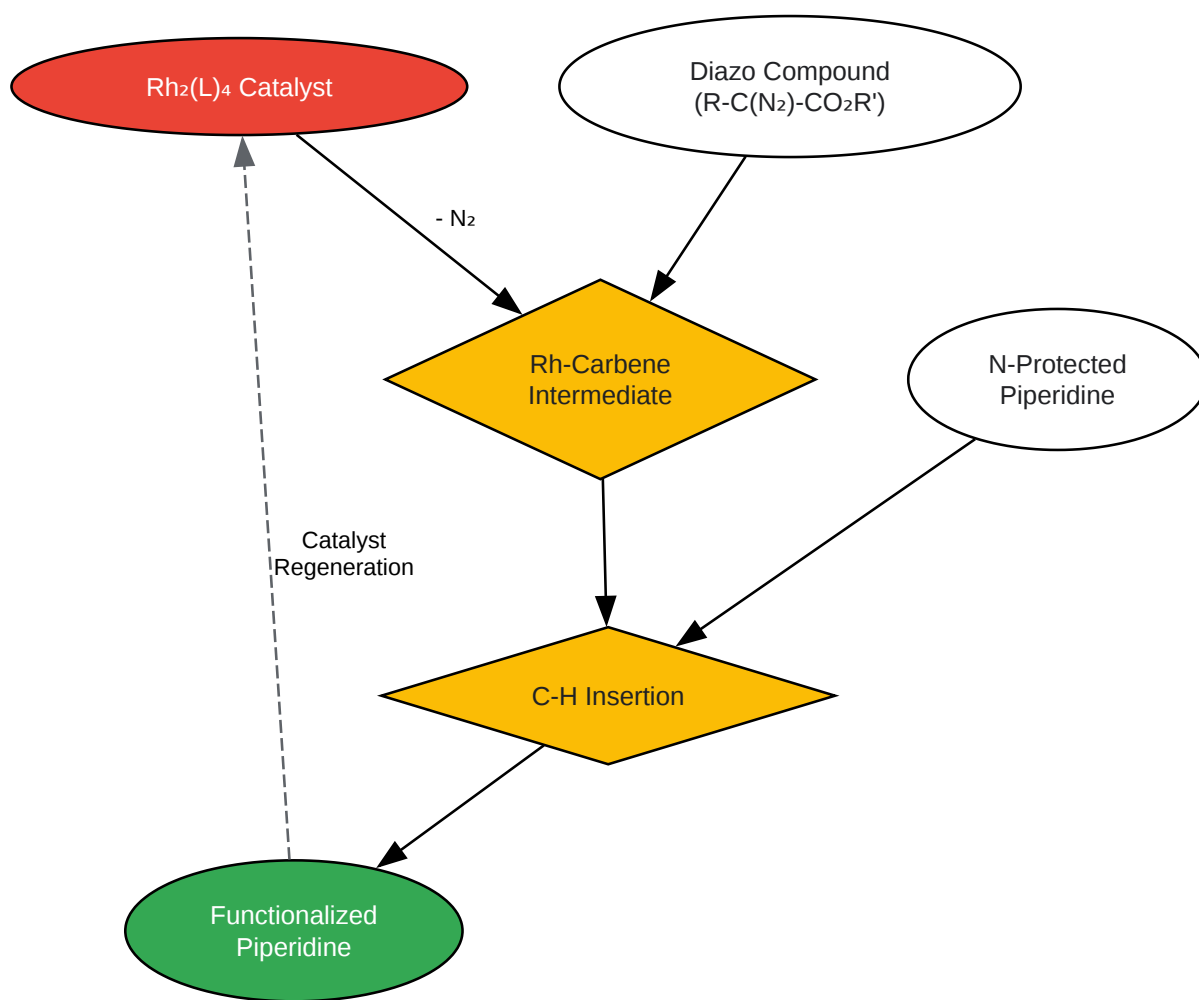 Rh₂(L)₄ Catalyst
Diazo Compound
(R-C(N₂)-CO₂R')
- N₂
Rh-Carbene
Intermediate
N-Protected
Piperidine
Catalyst
Regeneration
C-H Insertion
Functionalized
Piperidine